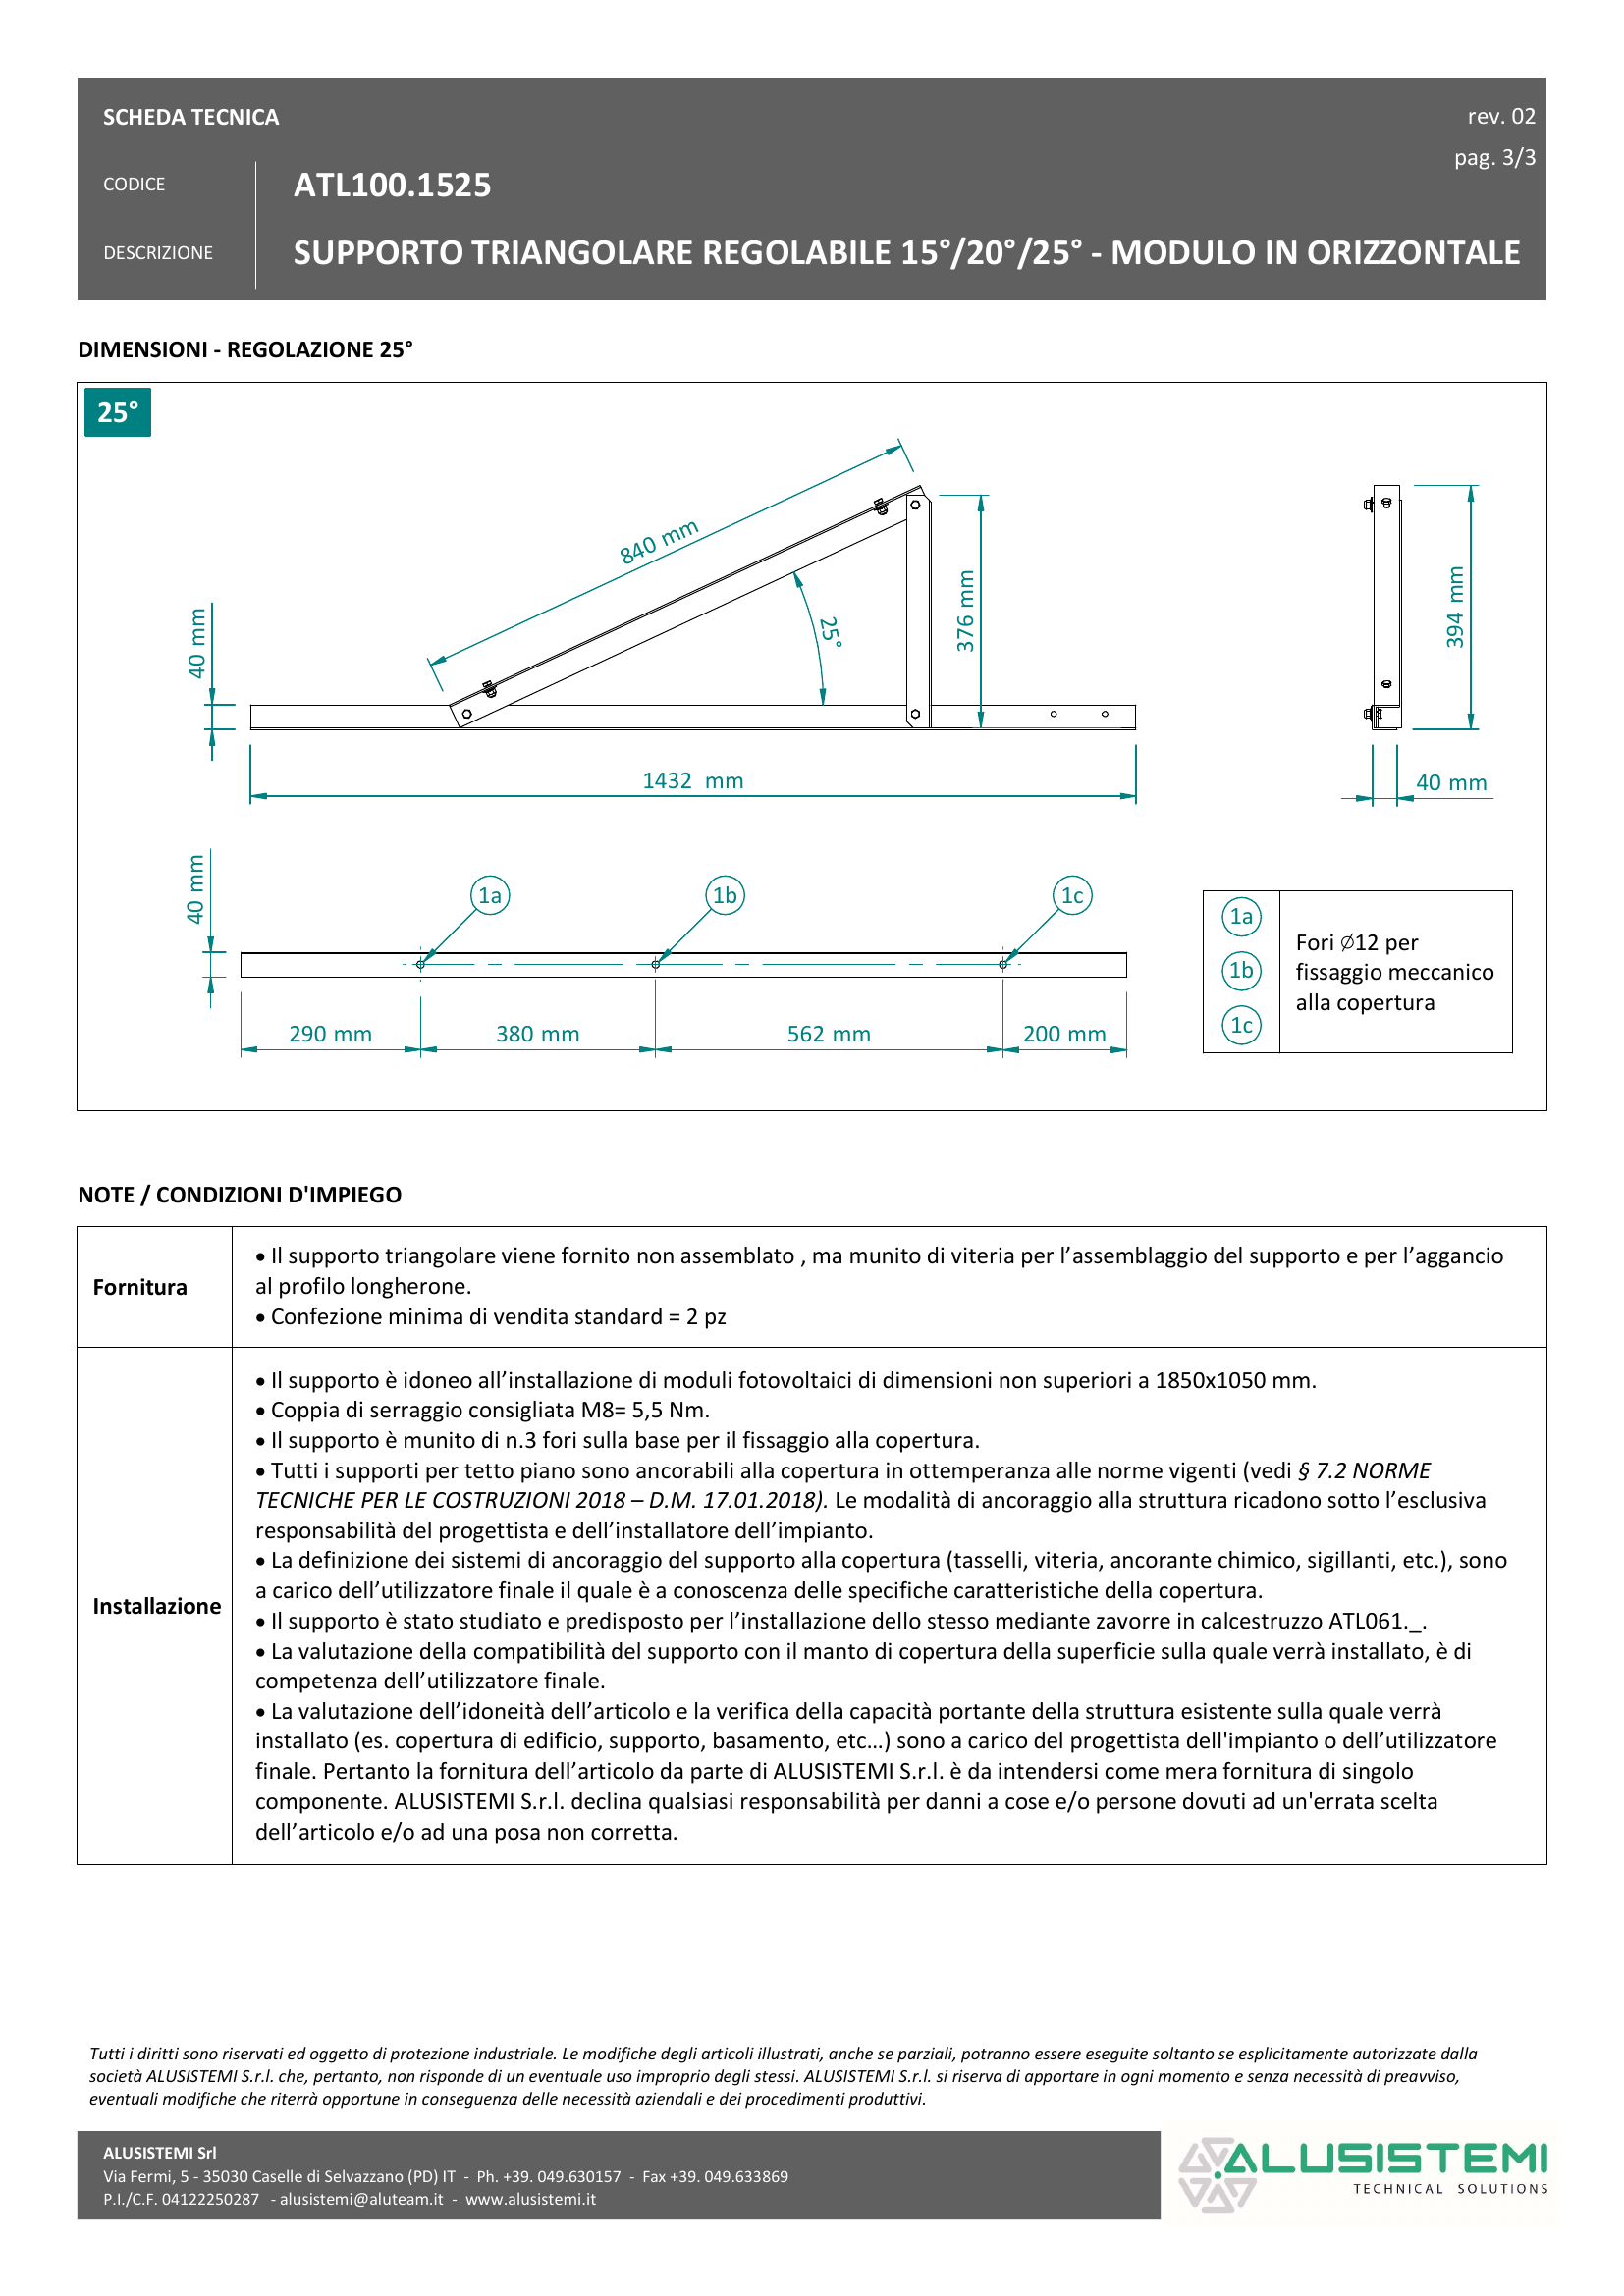 SCHEDA TECNICA
rev. 02
pag. 3/3
CODICE
ATL100.1525
DESCRIZIONE
SUPPORTO TRIANGOLARE REGOLABILE 15°/20°/25° - MODULO IN ORIZZONTALE
DIMENSIONI - REGOLAZIONE 25°
25°
840 mm
40 mm
25°
376 mm
394 mm
1432 mm
40 mm
40 mm
1a
1b
1c
290 mm
380 mm
562 mm
200 mm
1a
1b
1c
Fori ∅12 per
fissaggio meccanico
alla copertura
NOTE / CONDIZIONI D'IMPIEGO
Fornitura
• Il supporto triangolare viene fornito non assemblato , ma munito di viteria per l’assemblaggio del supporto e per l’aggancio
al profilo longherone.
• Confezione minima di vendita standard = 2 pz
Installazione
• Il supporto è idoneo all’installazione di moduli fotovoltaici di dimensioni non superiori a 1850x1050 mm.
• Coppia di serraggio consigliata M8= 5,5 Nm.
• Il supporto è munito di n.3 fori sulla base per il fissaggio alla copertura.
• Tutti i supporti per tetto piano sono ancorabili alla copertura in ottemperanza alle norme vigenti (vedi § 7.2 NORME
TECNICHE PER LE COSTRUZIONI 2018 – D.M. 17.01.2018). Le modalità di ancoraggio alla struttura ricadono sotto l’esclusiva
responsabilità del progettista e dell’installatore dell’impianto.
• La definizione dei sistemi di ancoraggio del supporto alla copertura (tasselli, viteria, ancorante chimico, sigillanti, etc.), sono
a carico dell’utilizzatore finale il quale è a conoscenza delle specifiche caratteristiche della copertura.
• Il supporto è stato studiato e predisposto per l’installazione dello stesso mediante zavorre in calcestruzzo ATL061._.
• La valutazione della compatibilità del supporto con il manto di copertura della superficie sulla quale verrà installato, è di
competenza dell’utilizzatore finale.
• La valutazione dell’idoneità dell’articolo e la verifica della capacità portante della struttura esistente sulla quale verrà
installato (es. copertura di edificio, supporto, basamento, etc…) sono a carico del progettista dell'impianto o dell’utilizzatore
finale. Pertanto la fornitura dell’articolo da parte di ALUSISTEMI S.r.l. è da intendersi come mera fornitura di singolo
componente. ALUSISTEMI S.r.l. declina qualsiasi responsabilità per danni a cose e/o persone dovuti ad un'errata scelta
dell’articolo e/o ad una posa non corretta.
Tutti i diritti sono riservati ed oggetto di protezione industriale. Le modifiche degli articoli illustrati, anche se parziali, potranno essere eseguite soltanto se esplicitamente autorizzate dalla
società ALUSISTEMI S.r.l. che, pertanto, non risponde di un eventuale uso improprio degli stessi. ALUSISTEMI S.r.l. si riserva di apportare in ogni momento e senza necessità di preavviso,
eventuali modifiche che riterrà opportune in conseguenza delle necessità aziendali e dei procedimenti produttivi.
ALUSISTEMI Srl
Via Fermi, 5 - 35030 Caselle di Selvazzano (PD) IT - Ph. +39. 049.630157 - Fax +39. 049.633869
P.I./C.F. 04122250287 - alusistemi@aluteam.it - www.alusistemi.it
ALUSISTEMI
TECHNICAL SOLUTIONS